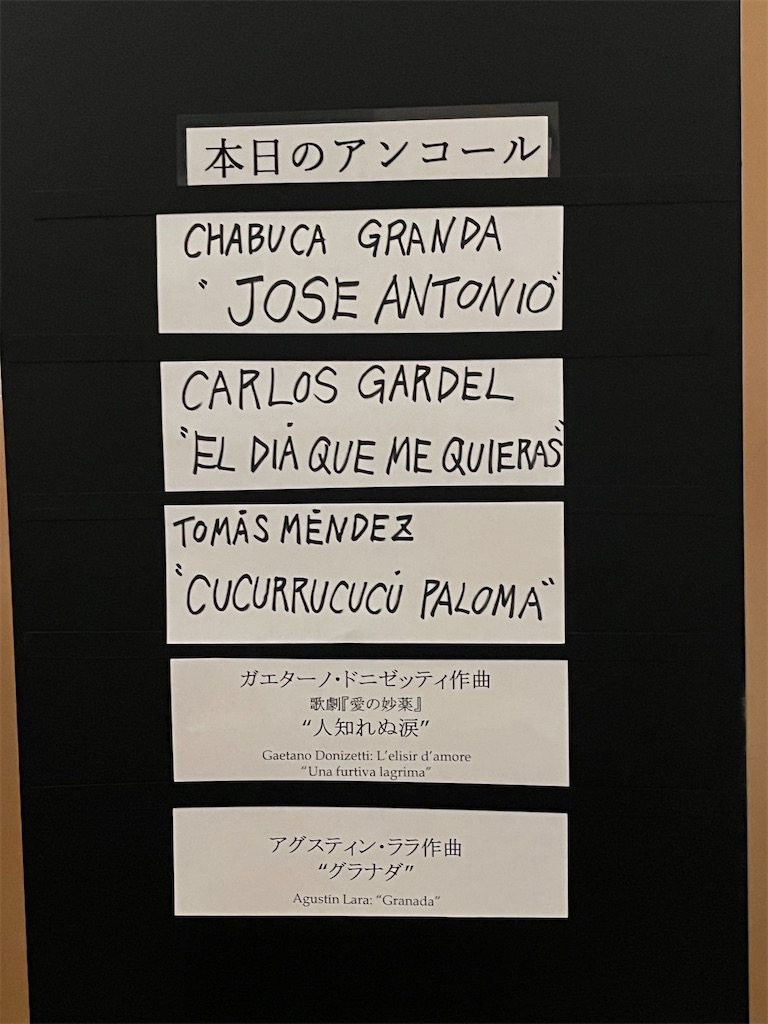 本日のアンコール
CHABUCA GRANDA
"JOSE ANTONIO"
CARLOS GARDEL
"EL DIȦ QUE ME QUIERAS"
TOMÁS MÉNDEZ
"CUCURRUCUCÚ PALOMA"
ガエターノ・ドニゼッティ作曲
歌劇『愛の妙薬』
“人知れぬ涙”
Gaetano Donizetti: L’elisir d’amore
“Una furtiva lagrima”
アグスティン・ララ作曲
“グラナダ”
Agustín Lara: “Granada”